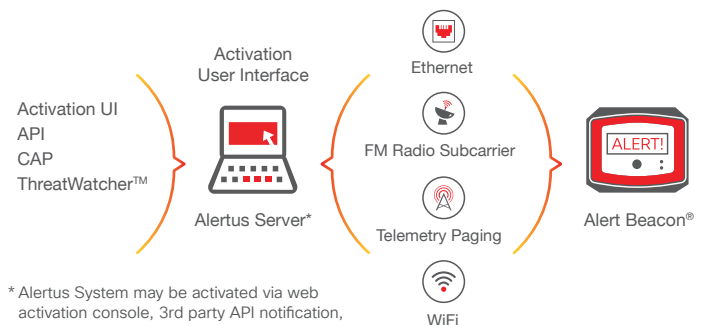 Activation UI
API
CAP
ThreatWatcher™
Activation
User Interface
Alertus Server*
Ethernet
FM Radio Subcarrier
Telemetry Paging
WiFi
ALERT!
Alert Beacon®
* Alertus System may be activated via web
activation console, 3rd party API notification,